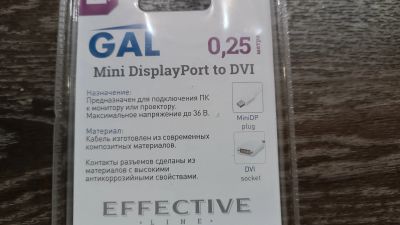 GAL
0,25 метра
Mini DisplayPort to DVI
Назначение:
Предназначен для подключения ПК
к монитору или проектору.
Максимальное напряжение до 36 В.
MiniDP
plug
Материал:
Кабель изготовлен из современных
композитных материалов.
DVI
socket
Контакты разъемов сделаны из
материалов с высокими
антикоррозийными свойствами.
EFFECTIVE
LINE